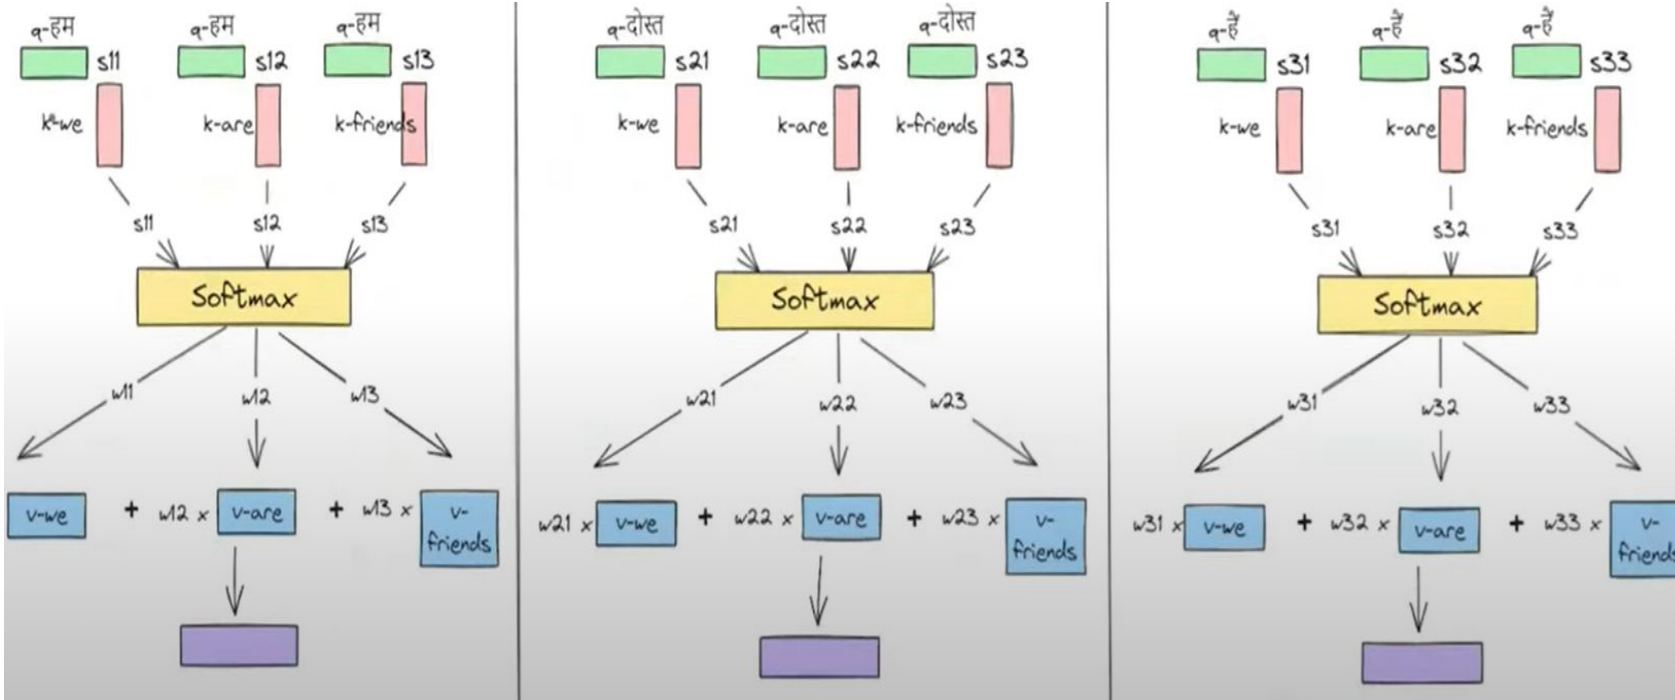 q-हम q-हम q-हम
s11 s12 s13
k-we k-are k-friends
s11 s12 s13
Softmax
w11 w12 w13
v-we + w12 x v-are + w13 x v-
friends
q-दोस्त q-दोस्त q-दोस्त
s21 s22 s23
k-we k-are k-friends
s21 s22 s23
Softmax
w21 w22 w23
w21 x v-we + w22 x v-are + w23 x v-
friends
q-हैं q-हैं q-हैं
s31 s32 s33
k-we k-are k-friends
s31 s32 s33
Softmax
w31 w32 w33
w31 x v-we + w32 x v-are + w33 x v-
friends